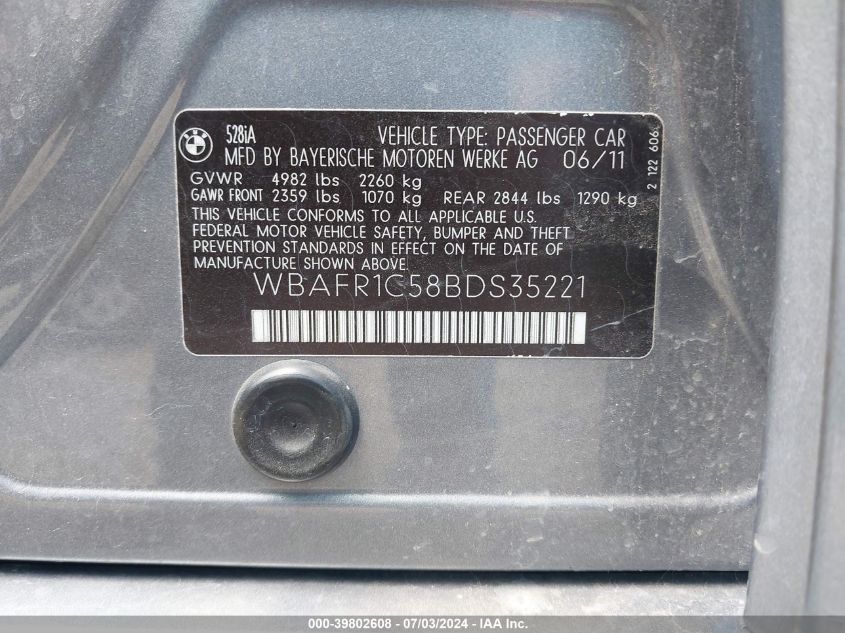 528iA VEHICLE TYPE: PASSENGER CAR
MFD BY BAYERISCHE MOTOREN WERKE AG 06/11
GVWR 4982 lbs 2260 kg
GAWR FRONT 2359 lbs 1070 kg REAR 2844 lbs 1290 kg
THIS VEHICLE CONFORMS TO ALL APPLICABLE U.S.
FEDERAL MOTOR VEHICLE SAFETY, BUMPER AND THEFT
PREVENTION STANDARDS IN EFFECT ON THE DATE OF
MANUFACTURE SHOWN ABOVE.
WBAFR1C58BDS35221
2 122 606
000-39802608 - 07/03/2024 - IAA Inc.